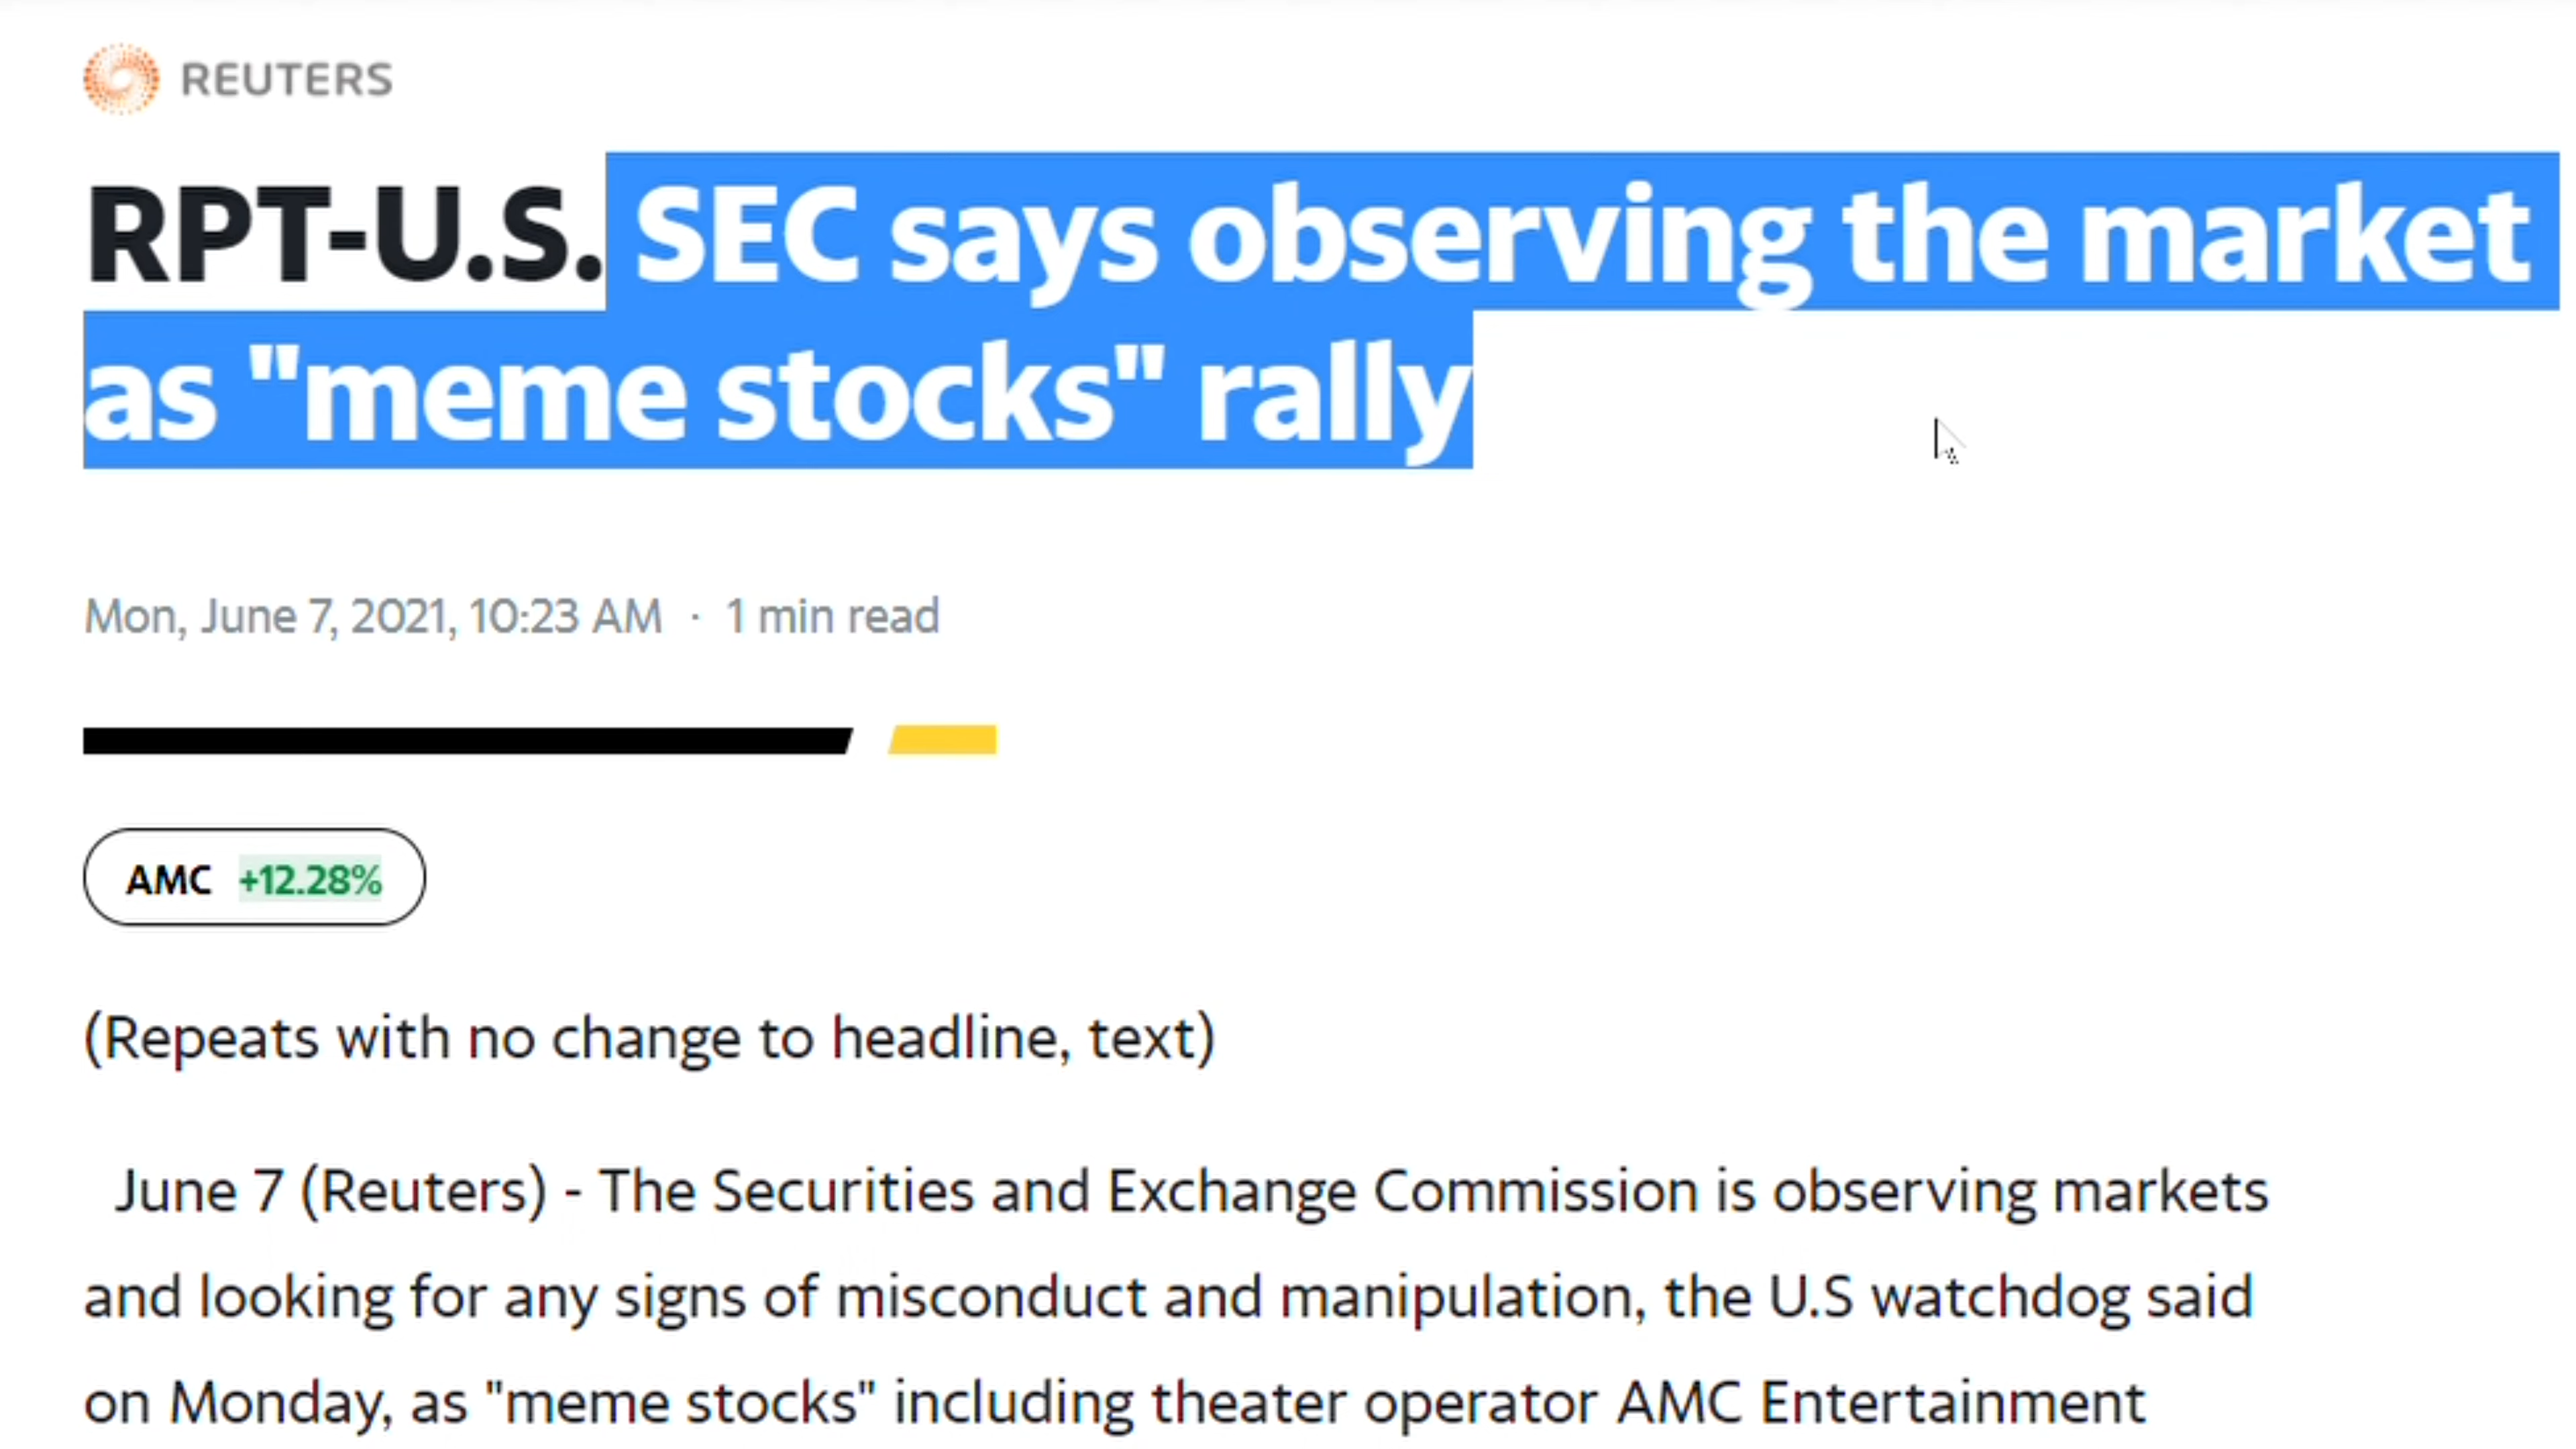 REUTERS
RPT-U.S. SEC says observing the market
as "meme stocks" rally
Mon, June 7, 2021, 10:23 AM · 1 min read
AMC +12.28%
(Repeats with no change to headline, text)
June 7 (Reuters) - The Securities and Exchange Commission is observing markets
and looking for any signs of misconduct and manipulation, the U.S watchdog said
on Monday, as "meme stocks" including theater operator AMC Entertainment